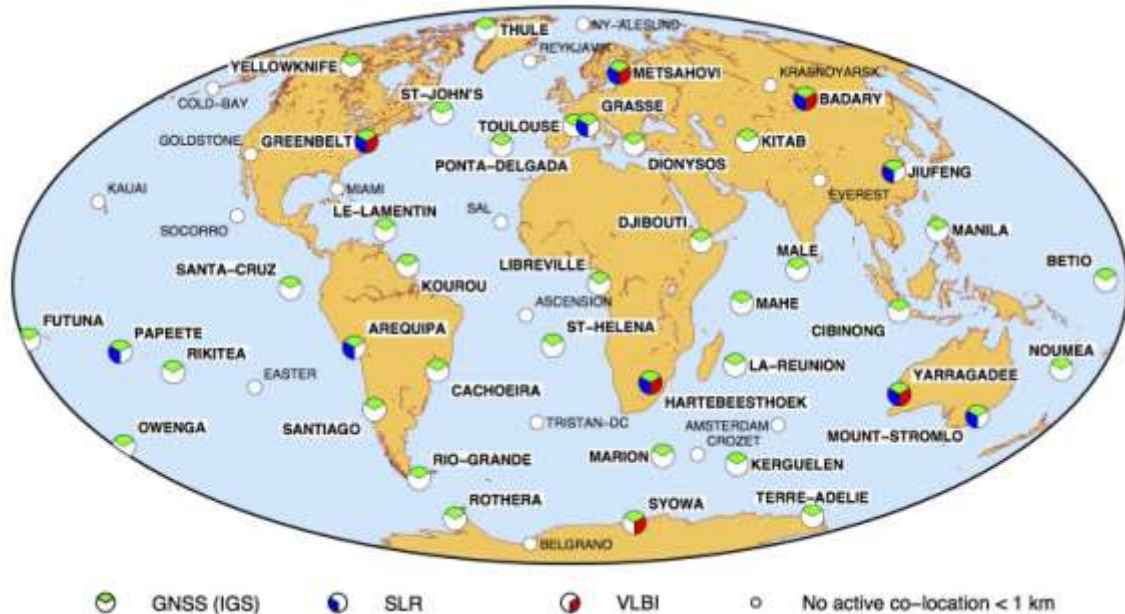 THULE
NY-ALESUND
REYKJAVIK
YELLOWKNIFE
METSAHOVI
KRASNOYARSK
COLD-BAY
ST-JOHN'S
BADARY
GRASSE
GOLDSTONE
GREENBELT
TOULOUSE
KITAB
PONTA-DELGADA
DIONYSOS
JIUFENG
KAUAI
MIAMI
EVEREST
LE-LAMENTIN
SAL
SOCORRO
DJIBOUTI
MANILA
MALE
BETIO
SANTA-CRUZ
LIBREVILLE
KOUROU
ASCENSION
MAHE
FUTUNA
PAPEETE
AREQUIPA
ST-HELENA
CIBINONG
RIKITEA
NOUMEA
LA-REUNION
EASTER
CACHOEIRA
YARRAGADEE
HARTEBEESTHOEK
OWENGA
SANTIAGO
TRISTAN-DC
AMSTERDAM
MOUNT-STROMLO
CROZET
MARION
RIO-GRANDE
KERGUELEN
ROTHERA
SYOWA
TERRE-ADELIE
BELGRANO
GNSS (IGS) SLR VLBI No active co-location < 1 km